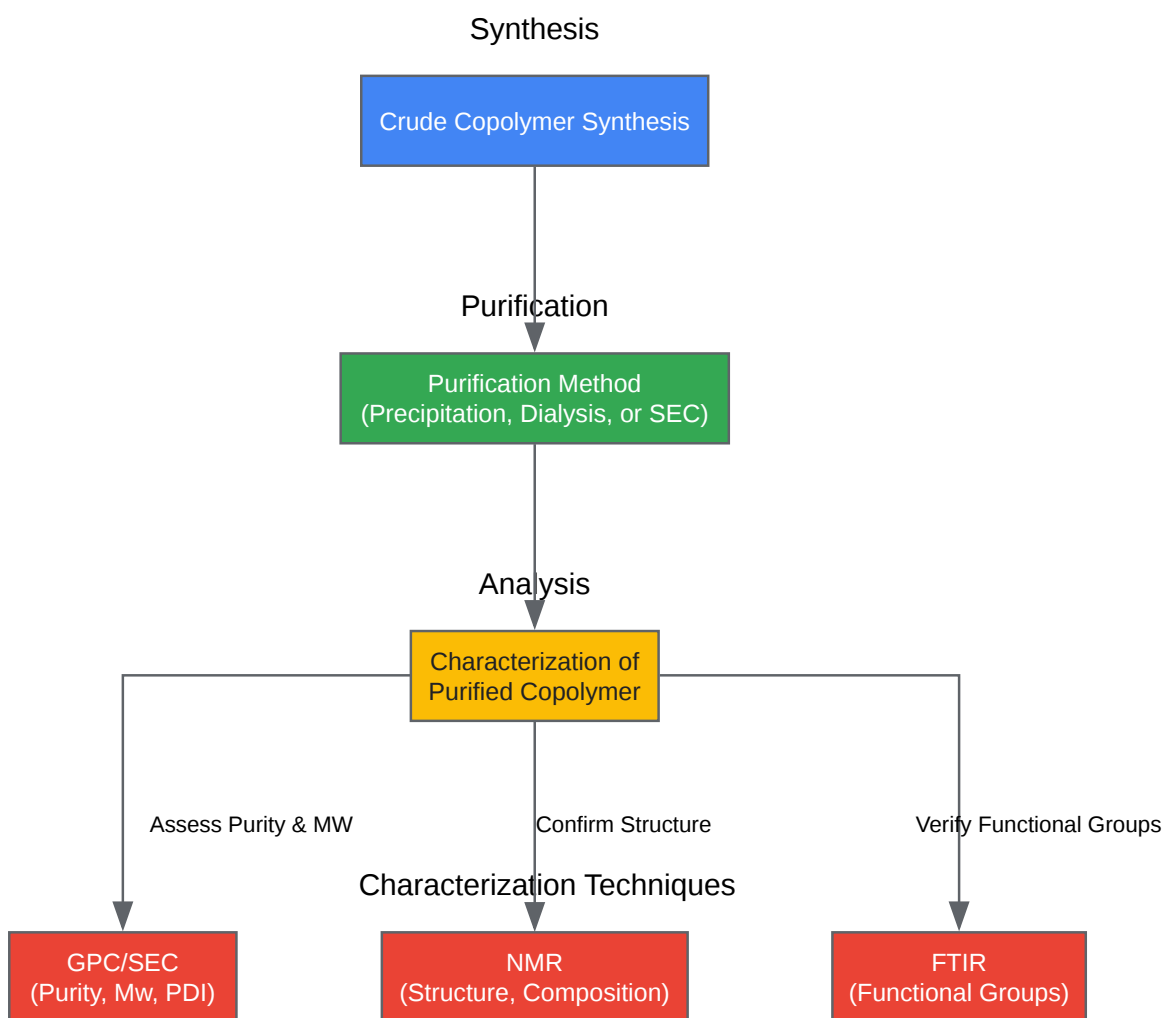 Synthesis
Crude Copolymer Synthesis
Purification
Purification Method
(Precipitation, Dialysis, or SEC)
Analysis
Characterization of
Purified Copolymer
Assess Purity & MW
Confirm Structure
Verify Functional Groups
Characterization Techniques
GPC/SEC
(Purity, Mw, PDI)
NMR
(Structure, Composition)
FTIR
(Functional Groups)